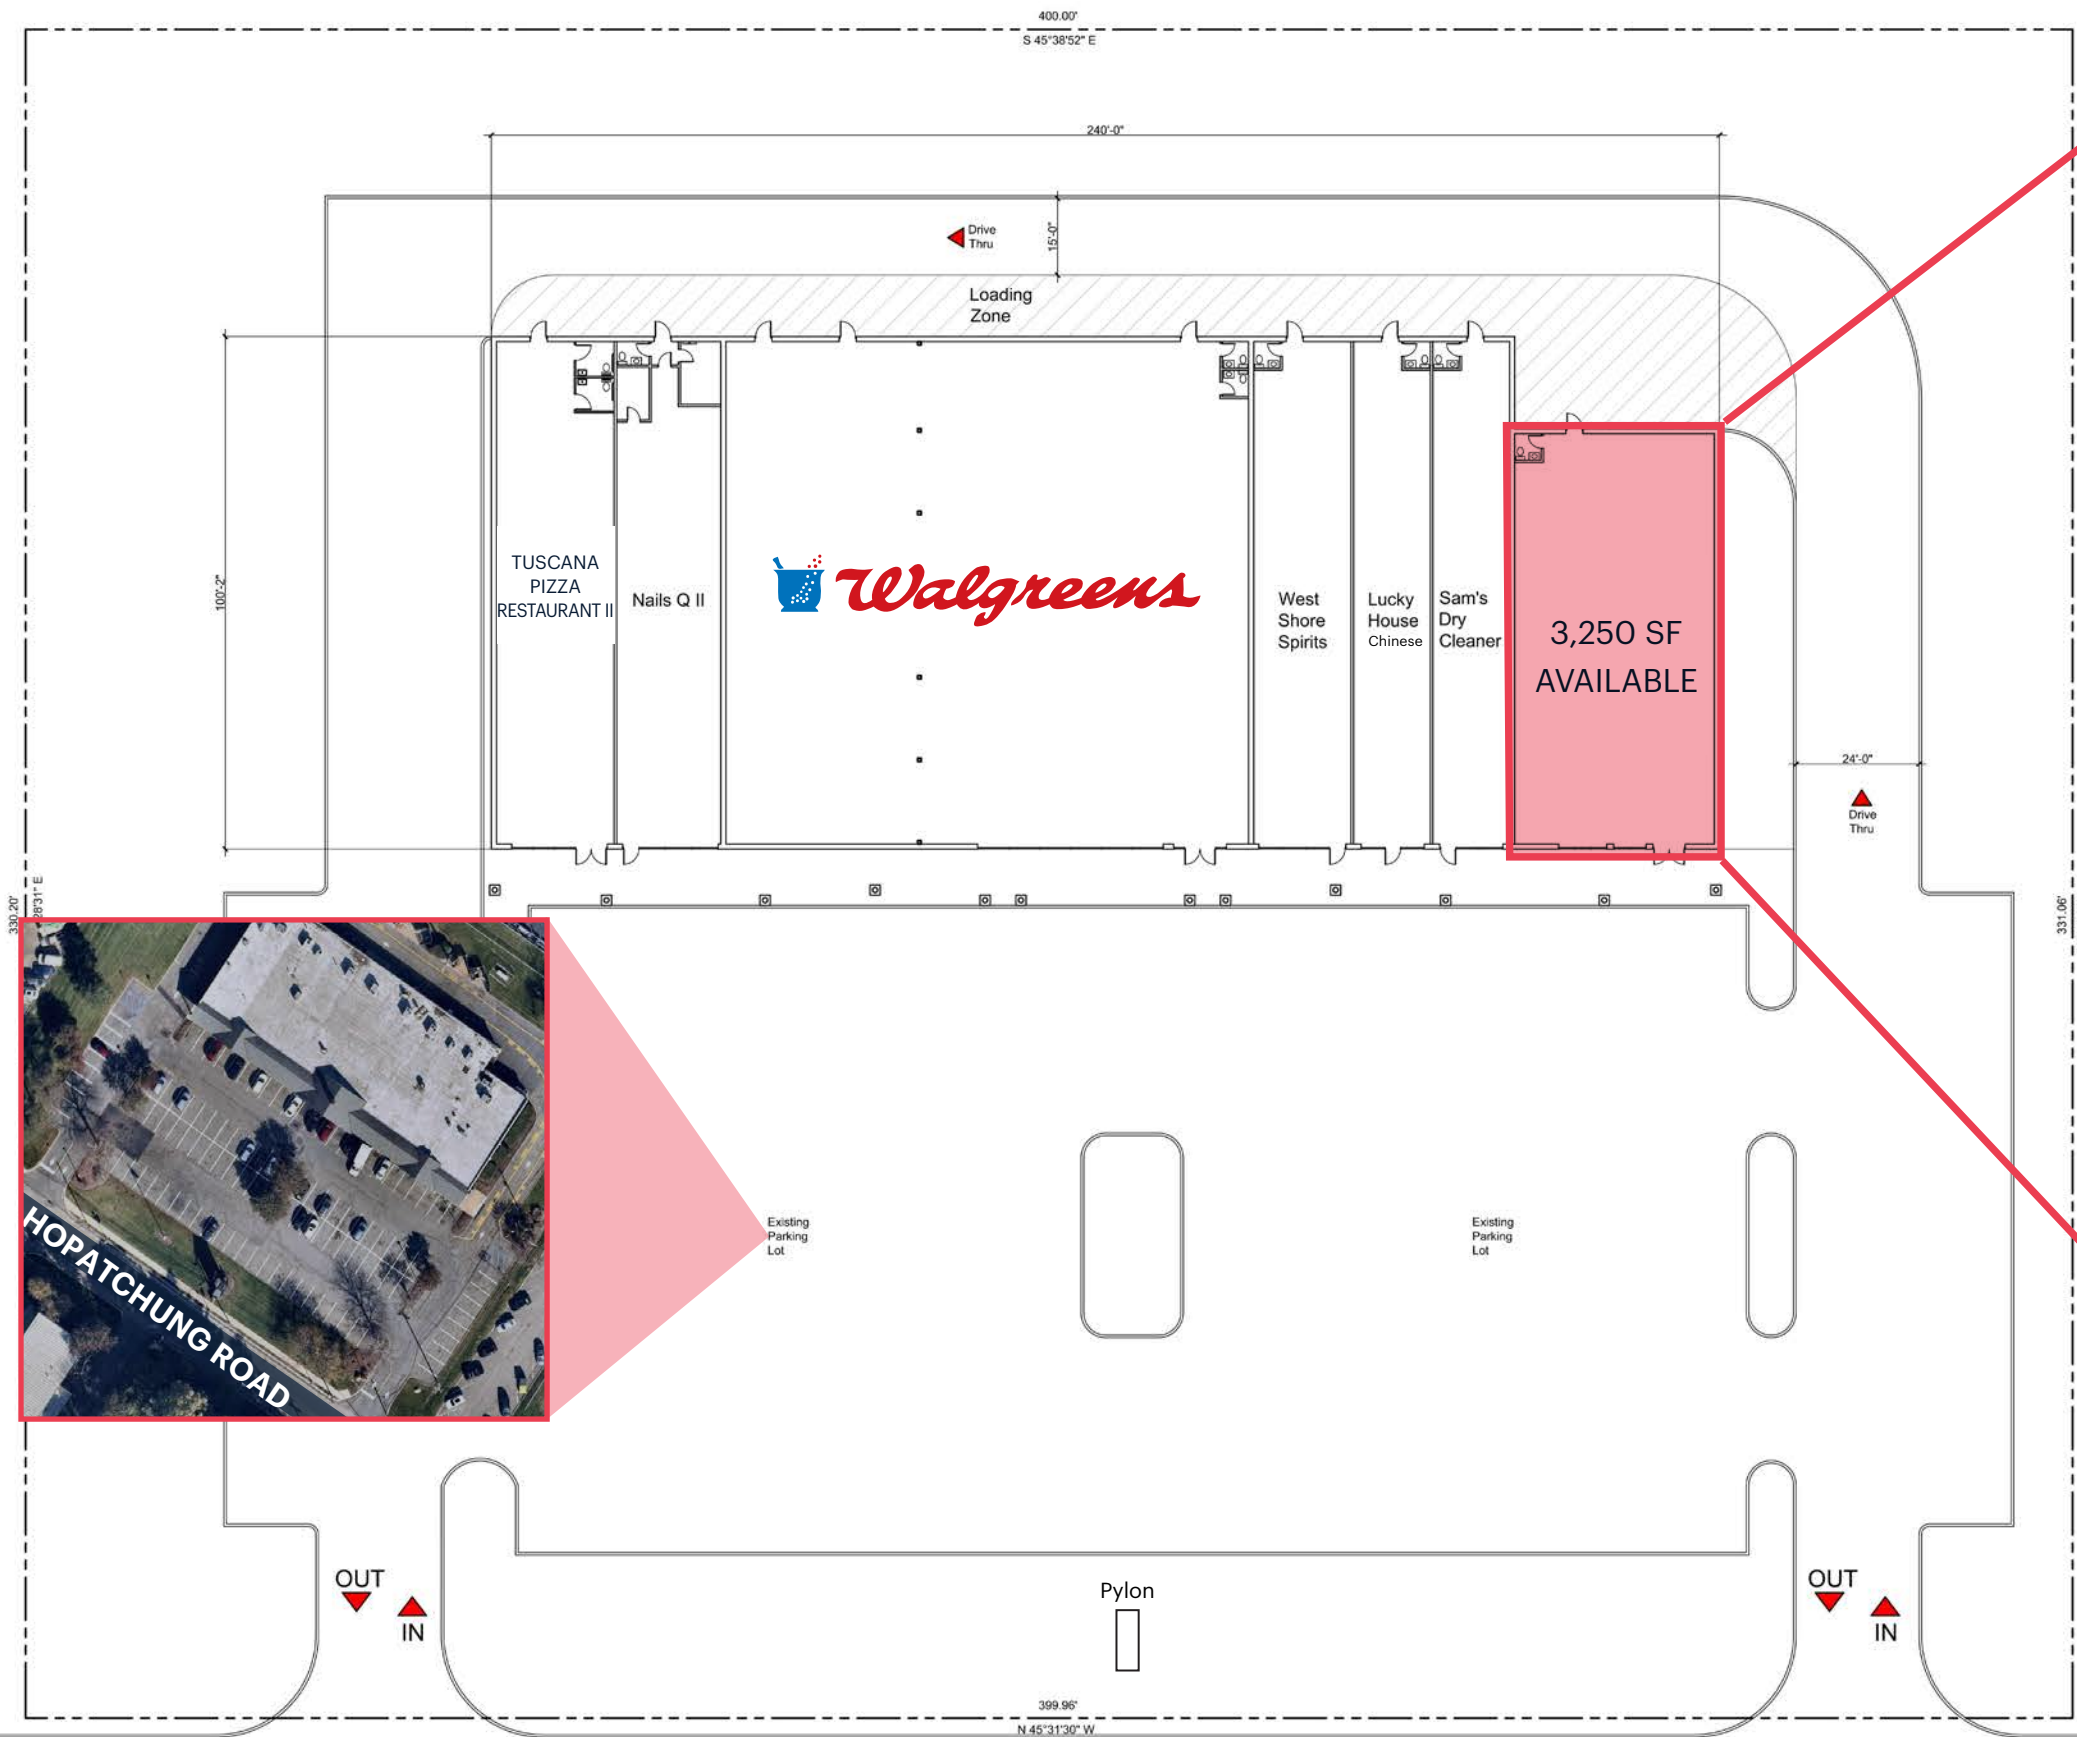 400.00'
S 45°38'52" E
240'-0"
Drive
Thru
15'-0"
Loading
Zone
100'-2"
TUSCANA
PIZZA
RESTAURANT II
Nails Q II
Walgreens
West
Shore
Spirits
Lucky
House
Chinese
Sam's
Dry
Cleaner
3,250 SF
AVAILABLE
24'-0"
Drive
Thru
330.20'
28'31" E
331.06'
HOPATCHUNG ROAD
Existing
Parking
Lot
Existing
Parking
Lot
OUT
IN
Pylon
OUT
IN
399.96'
N 45°31'30" W